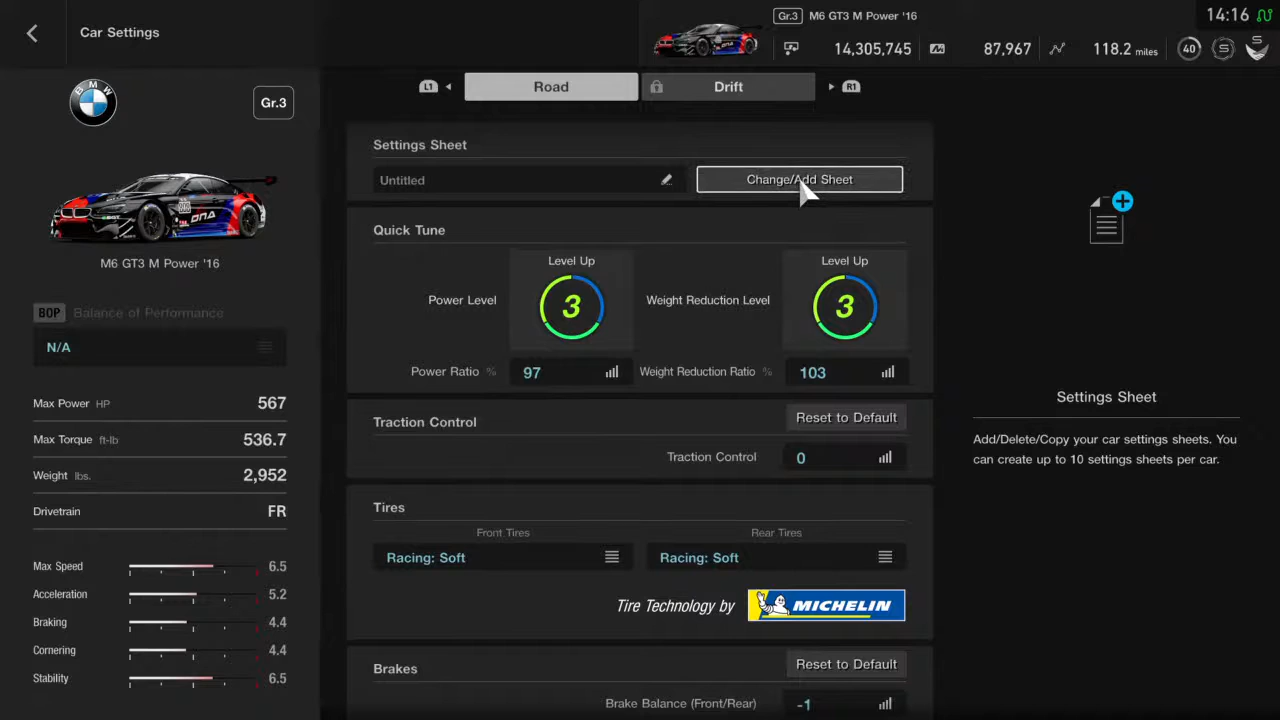 Car Settings
Gr.3 M6 GT3 M Power '16
14:16
14,305,745
87,967
118.2 miles
40
S
S
BMW
Gr.3
DNA
M6 GT3 M Power '16
BOP Balance of Performance
N/A
Max Power HP 567
Max Torque ft-lb 536.7
Weight lbs. 2,952
Drivetrain FR
Max Speed 6.5
Acceleration 5.2
Braking 4.4
Cornering 4.4
Stability 6.5
L1 Road Drift R1
Settings Sheet
Untitled Change/Add Sheet
Quick Tune
Level Up Level Up
Power Level 3 Weight Reduction Level 3
Power Ratio % 97 Weight Reduction Ratio % 103
Traction Control Reset to Default
Traction Control 0
Tires
Front Tires Rear Tires
Racing: Soft Racing: Soft
Tire Technology by MICHELIN
Brakes Reset to Default
Brake Balance (Front/Rear) -1
Settings Sheet
Add/Delete/Copy your car settings sheets. You
can create up to 10 settings sheets per car.